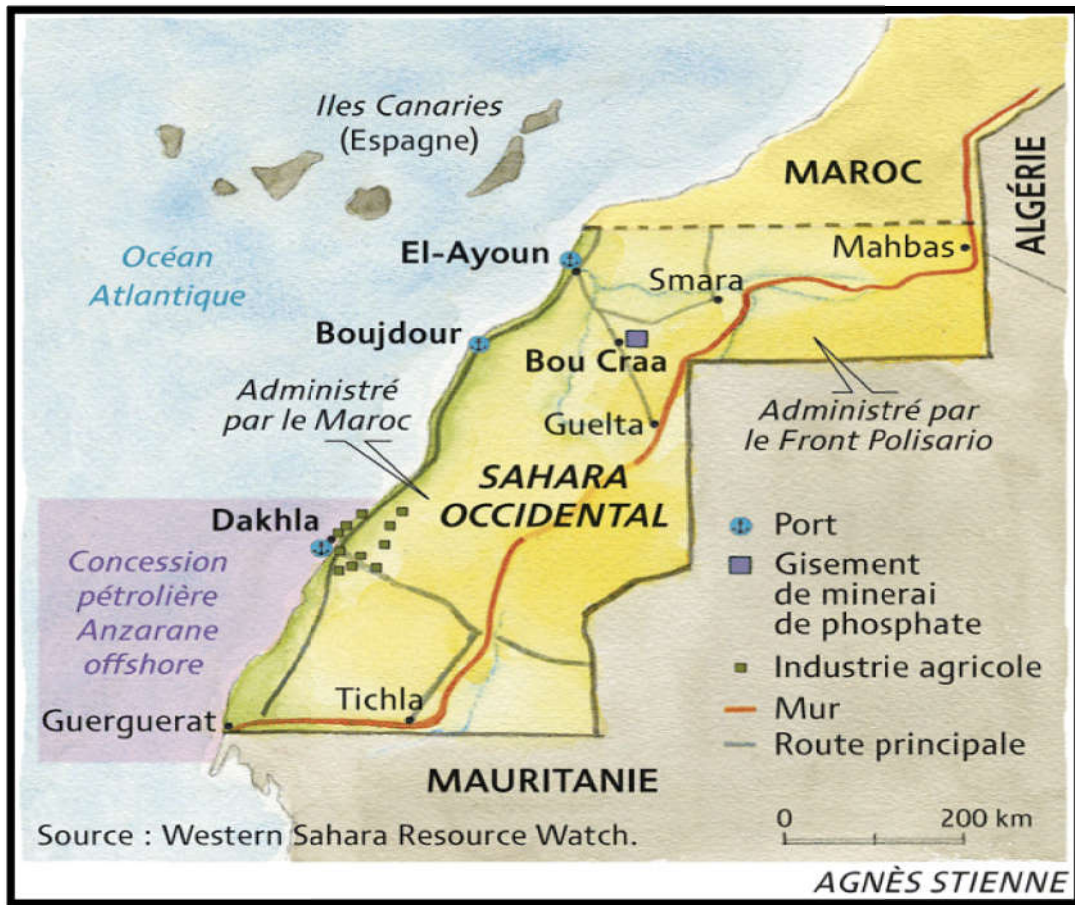 Iles Canaries
(Espagne)
MAROC
ALGÉRIE
Océan
Atlantique
El-Ayoun
Mahbas
Smara
Boujdour
Bou Craa
Administré
par le Maroc
Guelta
Administré par
le Front Polisario
SAHARA
OCCIDENTAL
Dakhla
Concession
pétrolière
Anzarane
offshore
Port
Gisement
de minerai
de phosphate
Industrie agricole
Mur
Route principale
Tichla
Guerguerat
MAURITANIE
0 200 km
Source : Western Sahara Resource Watch.
AGNÈS STIENNE